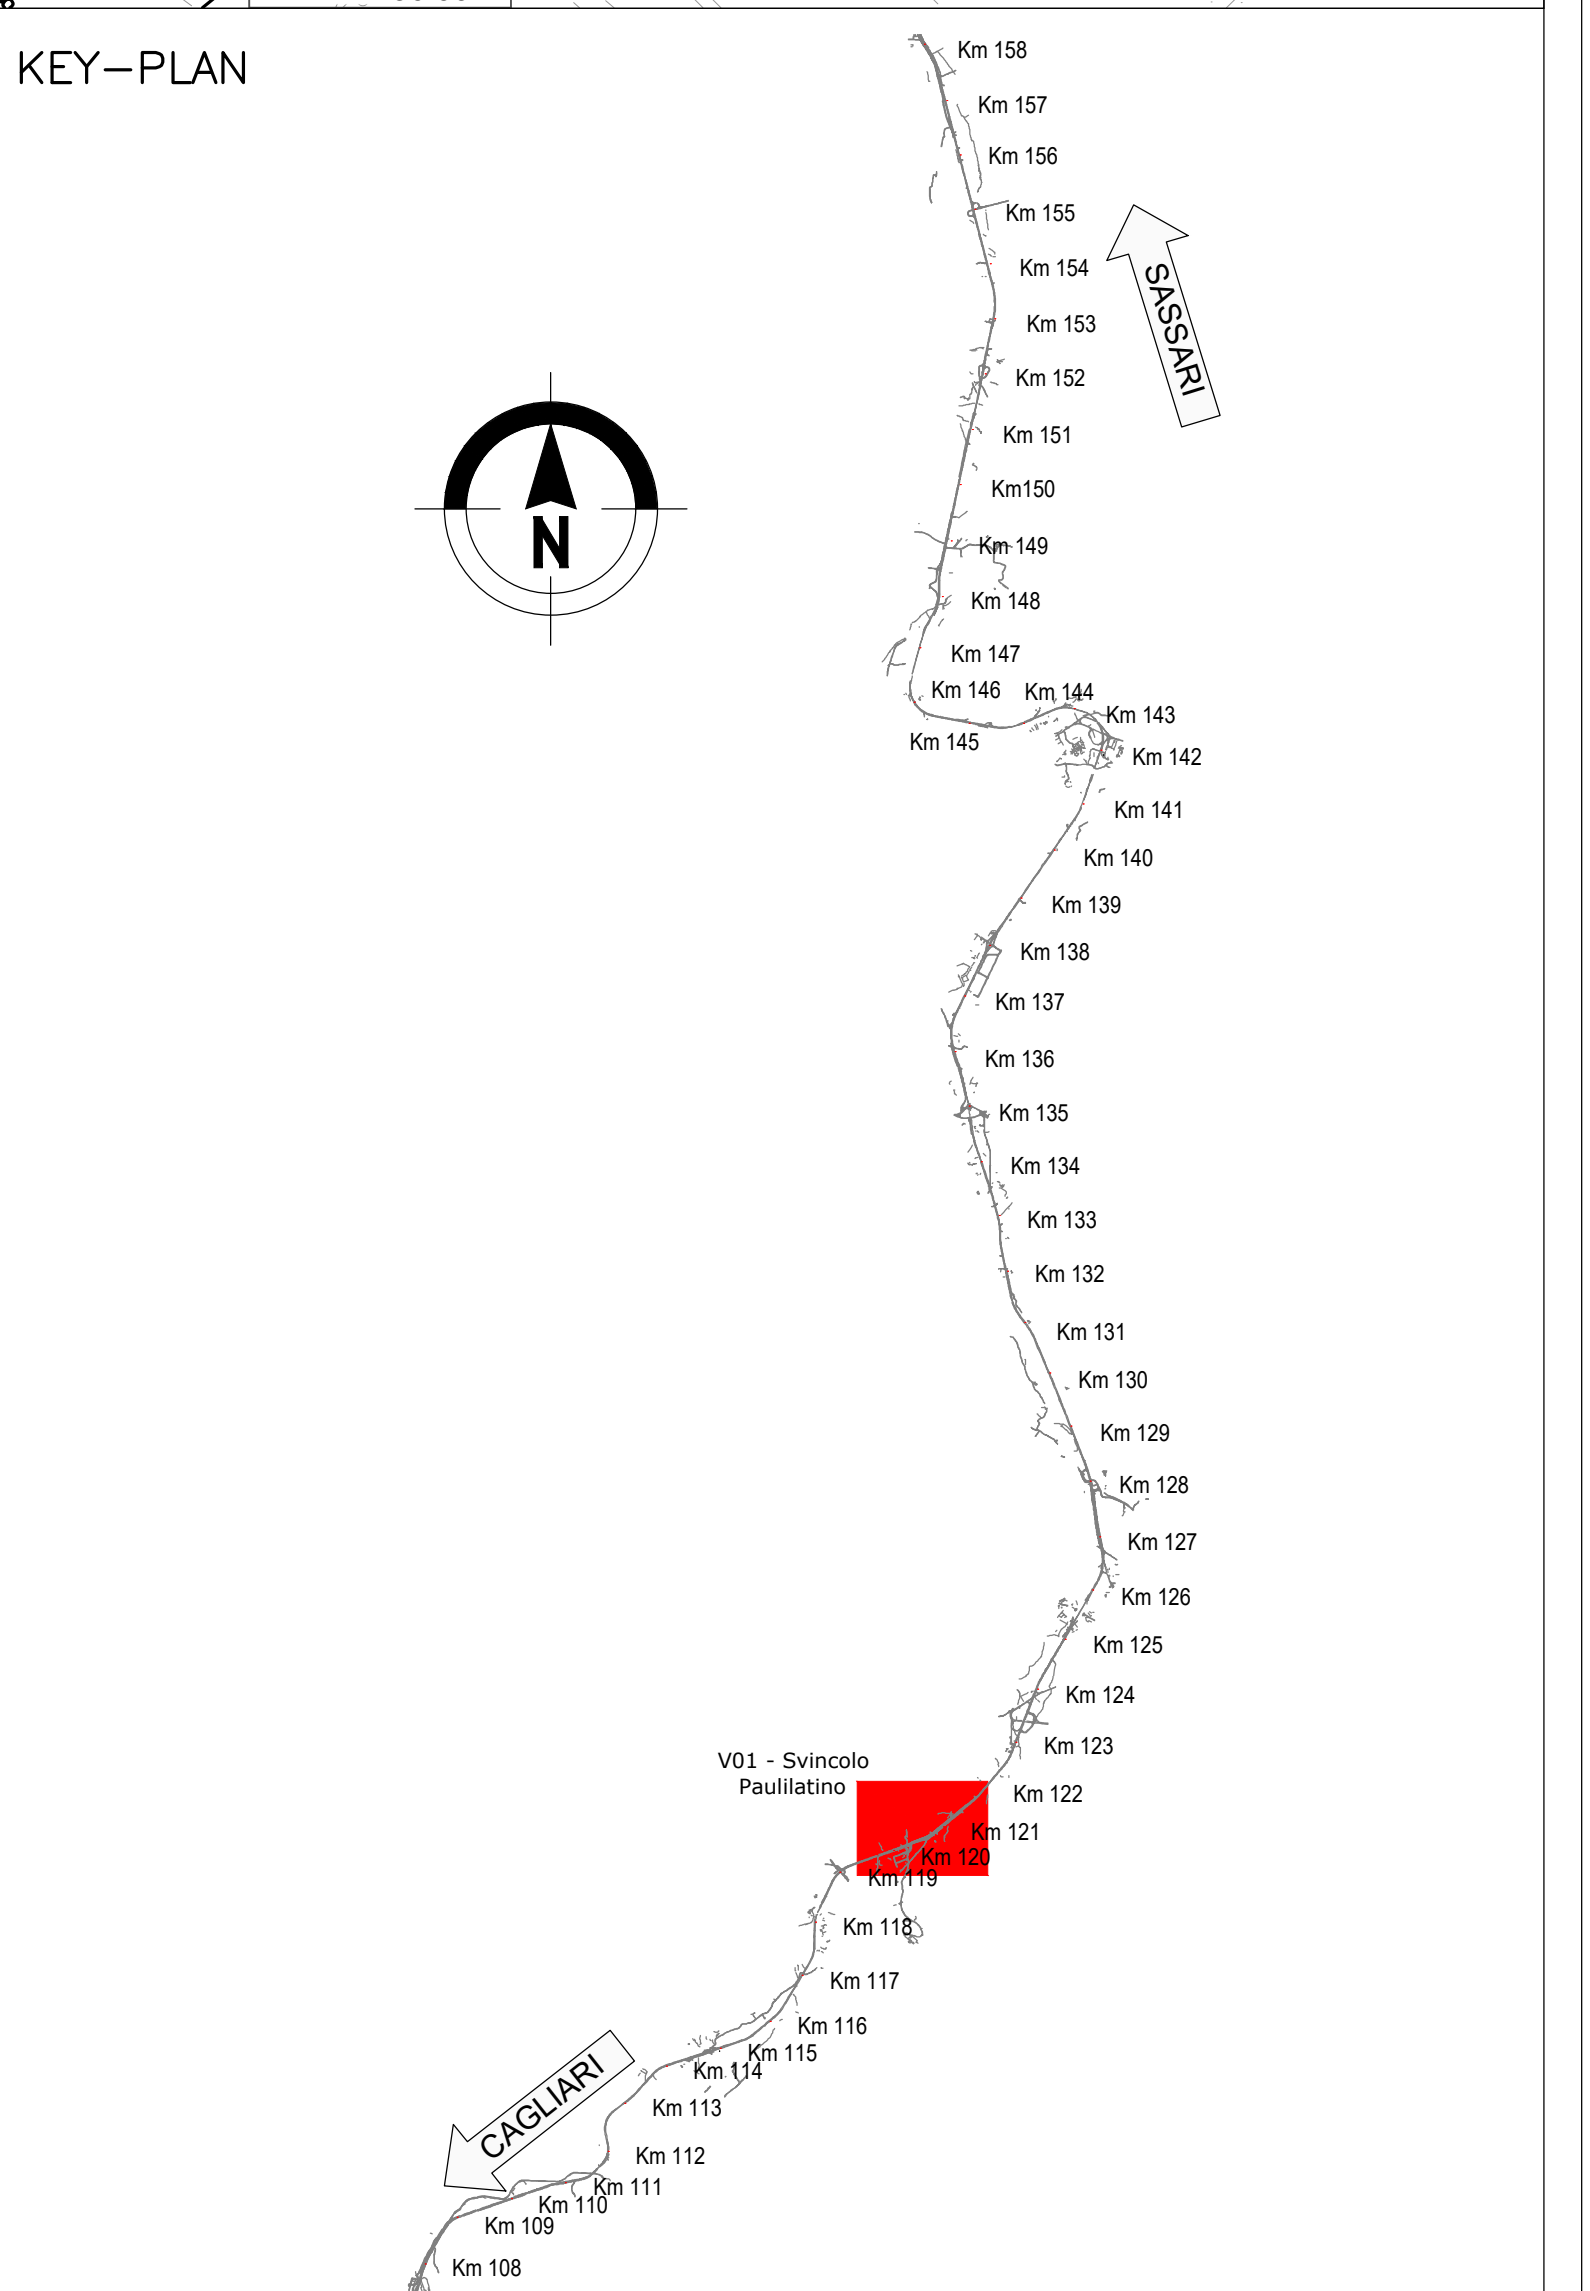 KEY-PLAN
Km 158
Km 157
Km 156
Km 155
Km 154
SASSARI
Km 153
Km 152
Km 151
Km150
N
Km 149
Km 148
Km 147
Km 146
Km 144
Km 143
Km 145
Km 142
Km 141
Km 140
Km 139
Km 138
Km 137
Km 136
Km 135
Km 134
Km 133
Km 132
Km 131
Km 130
Km 129
Km 128
Km 127
Km 126
Km 125
Km 124
Km 123
V01 - Svincolo
Paulilatino
Km 122
Km 121
Km 120
Km 119
Km 118
Km 117
Km 116
Km 115
Km 114
CAGLIARI
Km 113
Km 112
Km 111
Km 110
Km 109
Km 108